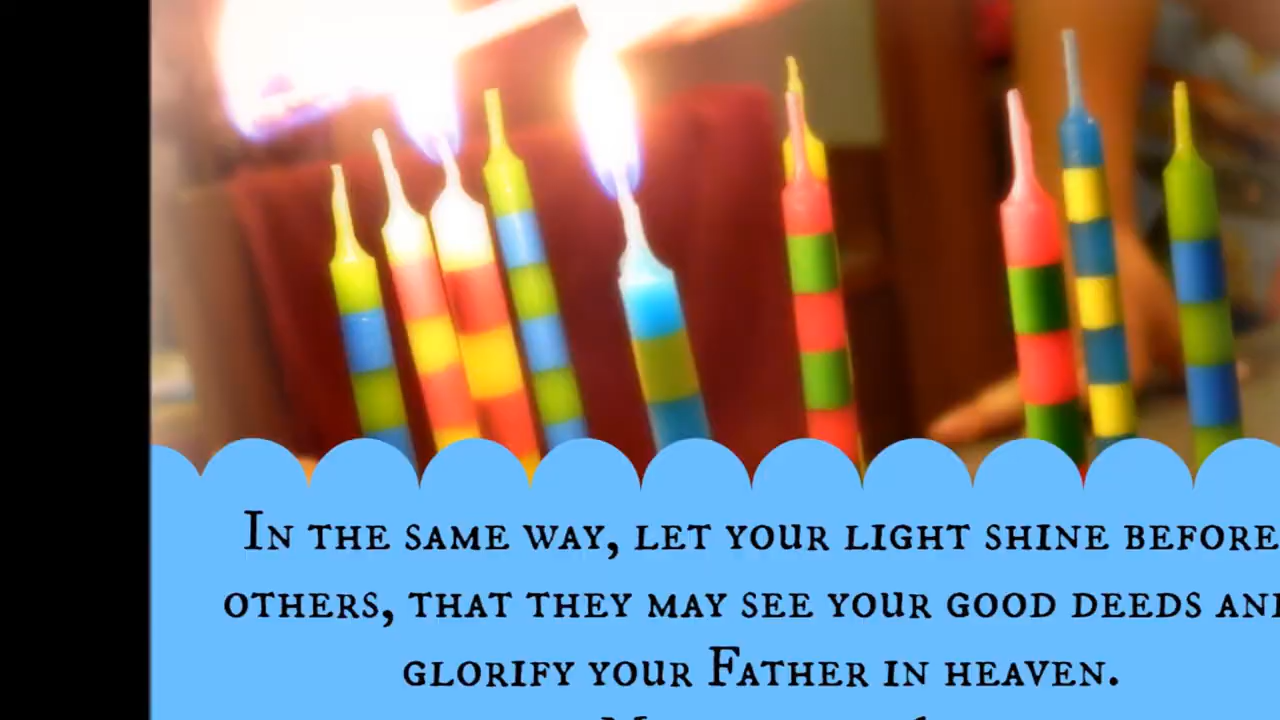 In the same way, let your light shine before
others, that they may see your good deeds
glorify your Father in heaven.